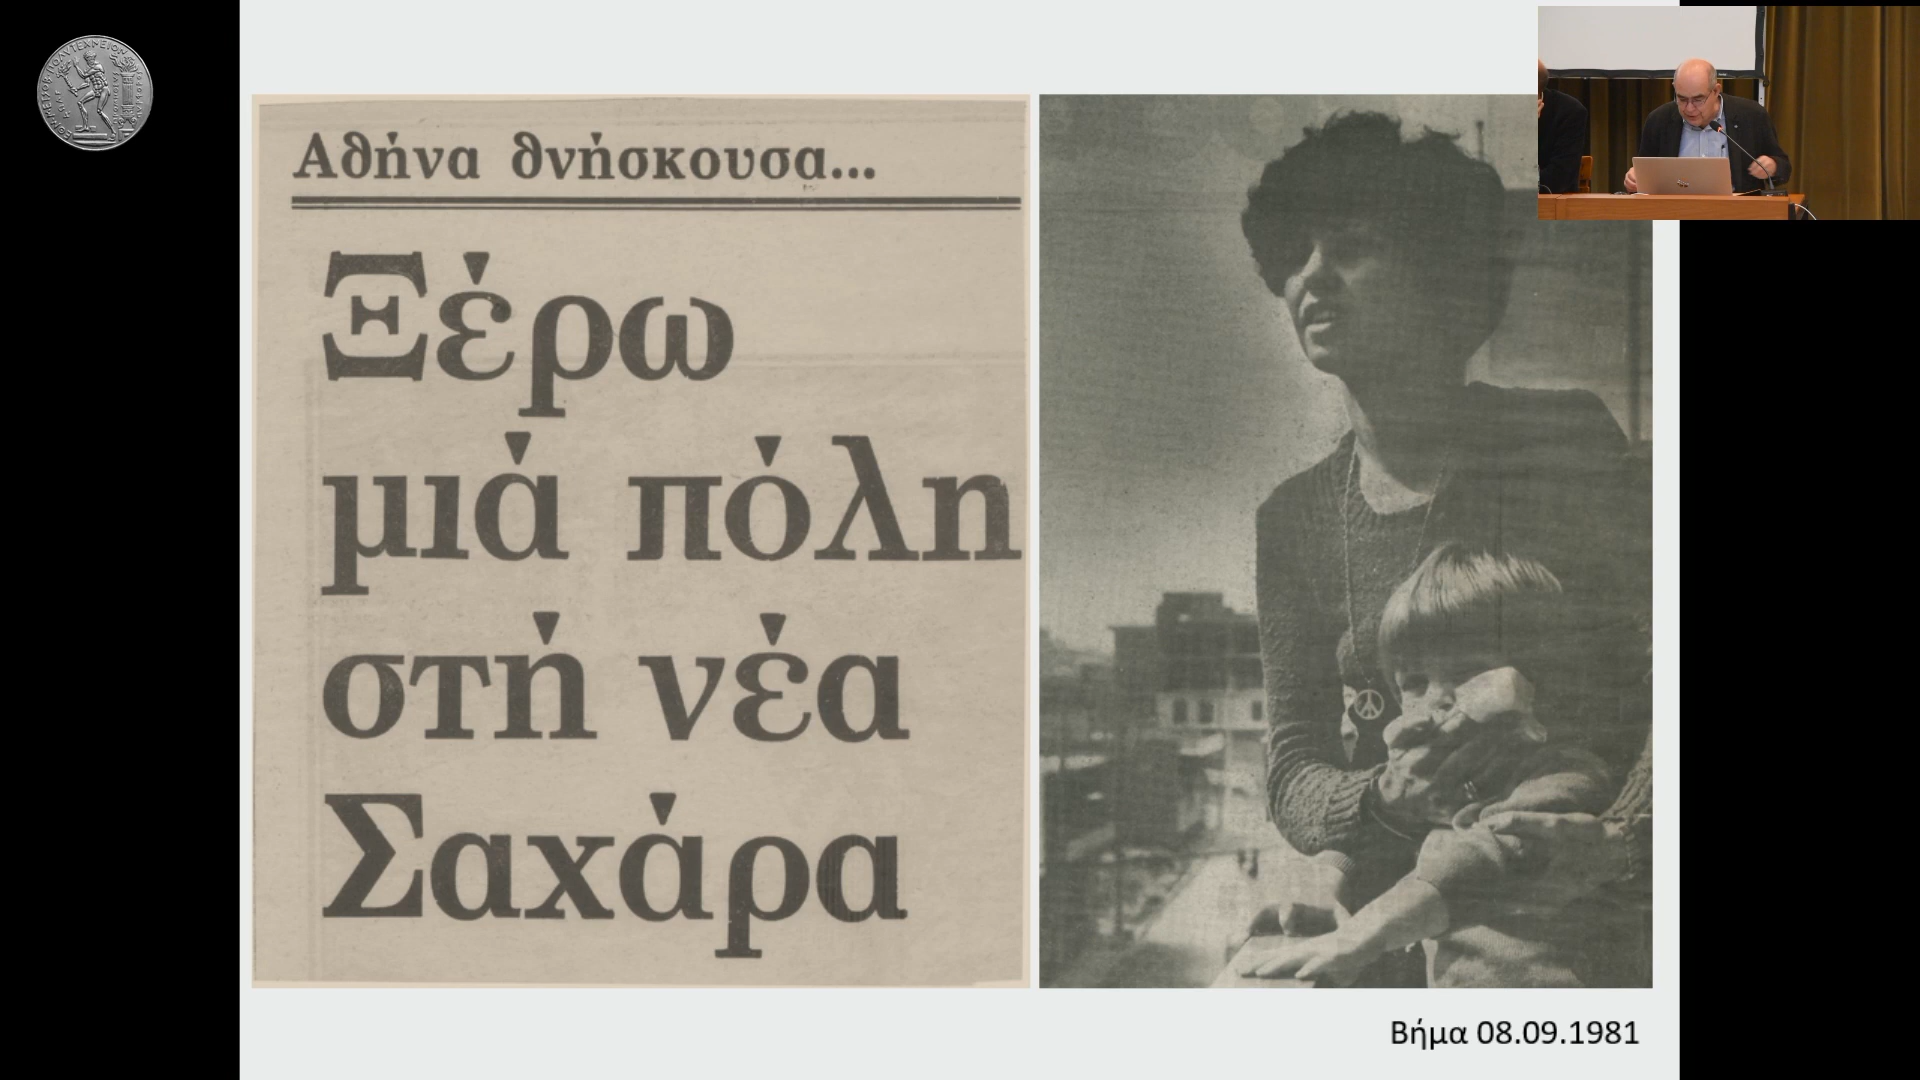 Αθήνα θνήσκουσα...
Ξέρω
μιά πόλη
στή νέα
Σαχάρα
Βήμα 08.09.1981